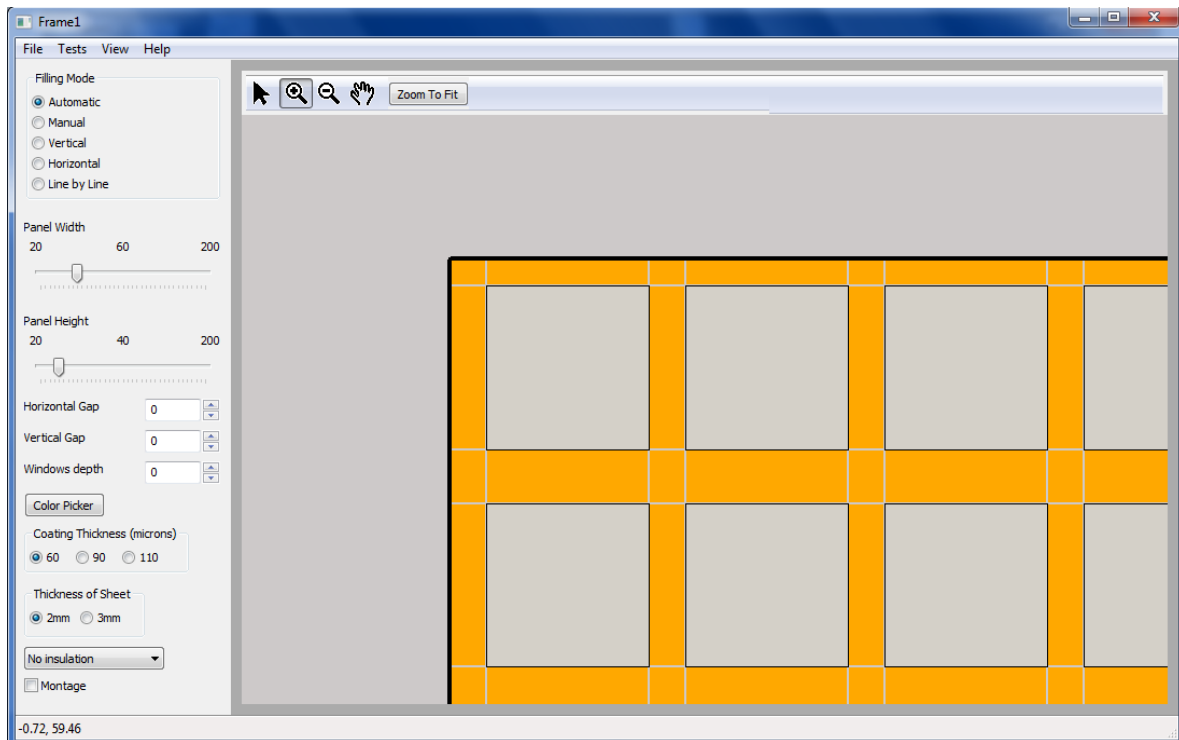 Frame1
File Tests View Help
Filling Mode
Automatic
Manual
Vertical
Horizontal
Line by Line
Zoom To Fit
Panel Width
20 60 200
Panel Height
20 40 200
Horizontal Gap 0
Vertical Gap 0
Windows depth 0
Color Picker
Coating Thickness (microns)
60 90 110
Thickness of Sheet
2mm 3mm
No insulation
Montage
-0.72, 59.46